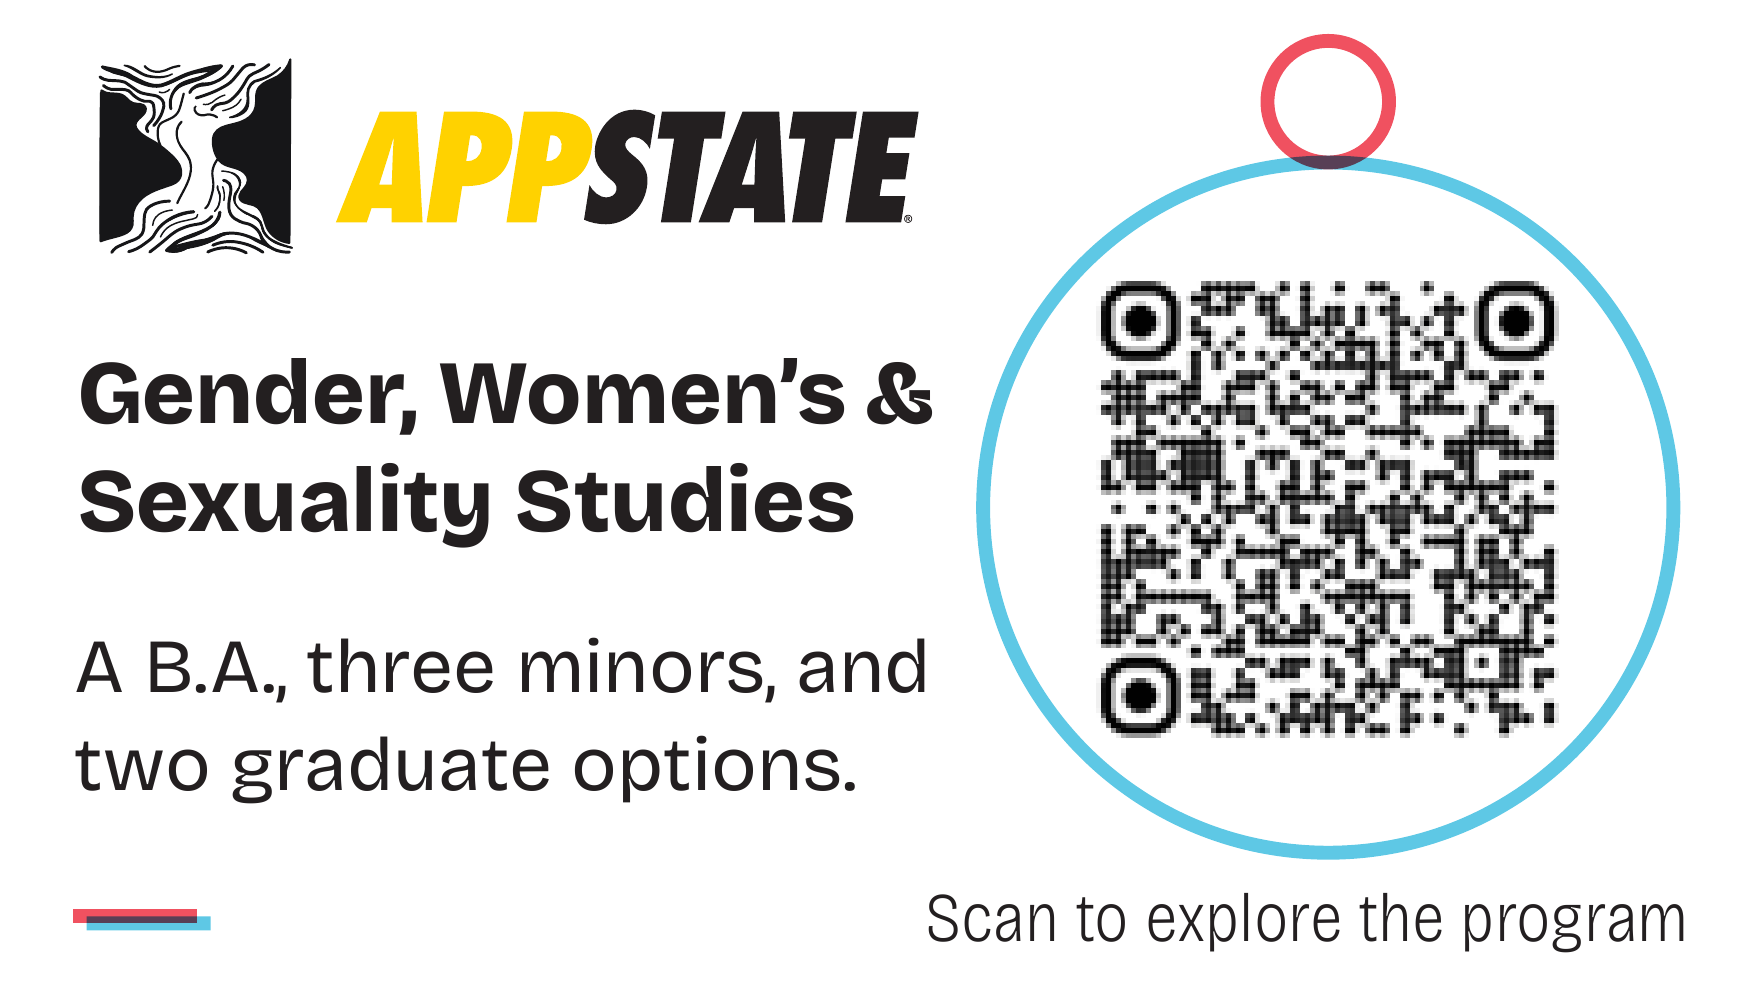 APPSTATE®
Gender, Women’s &
Sexuality Studies
A B.A., three minors, and
two graduate options.
Scan to explore the program